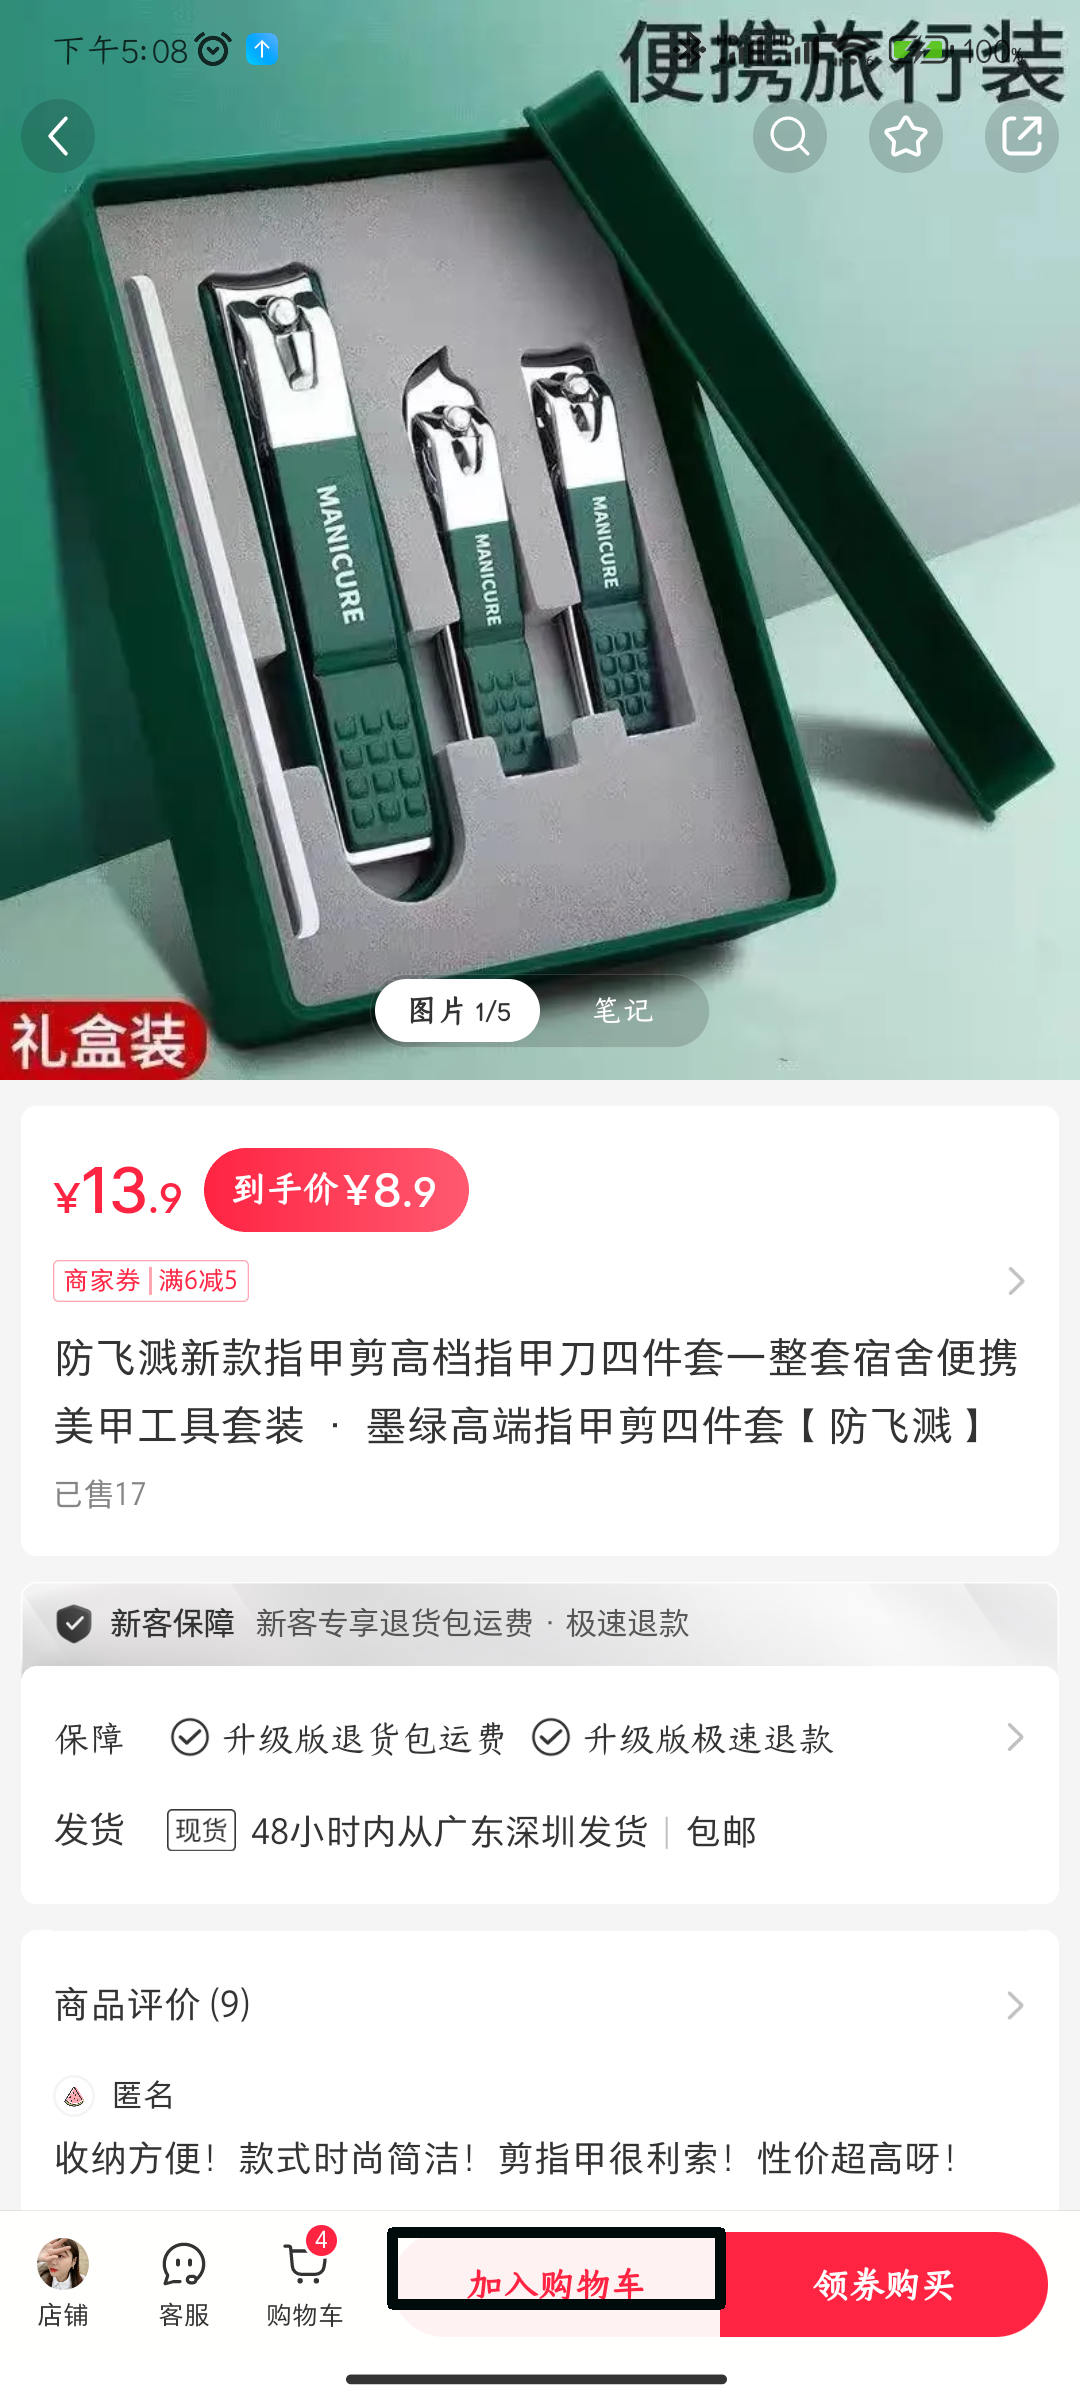 下午5:08
100%
便携旅行装
MANICURE
MANICURE
MANICURE
礼盒装
图片 1/5
笔记
¥13.9
到手价¥8.9
商家券 | 满6减5
防飞溅新款指甲剪高档指甲刀四件套一整套宿舍便携
美甲工具套装 · 墨绿高端指甲剪四件套【防飞溅】
已售17
新客保障 新客专享退货包运费 · 极速退款
保障 升级版退货包运费 升级版极速退款
发货 现货 48小时内从广东深圳发货 | 包邮
商品评价 (9)
匿名
收纳方便！款式时尚简洁！剪指甲很利索！性价超高呀！
4
店铺
客服
购物车
加入购物车
领券购买